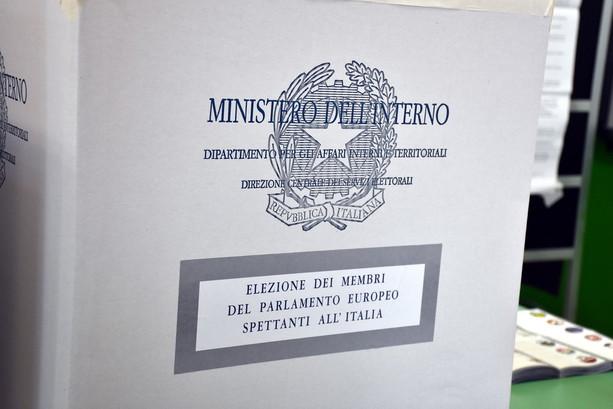 MINISTERO DELL'INTERNO
DIPARTIMENTO PER GLI AFFARI INTERNI E TERRITORIALI
DIREZIONE CENTRALE DEI SERVIZI ELETTORALI
REPVBBLICA ITALIANA
ELEZIONE DEI MEMBRI
DEL PARLAMENTO EUROPEO
SPETTANTI ALL'ITALIA